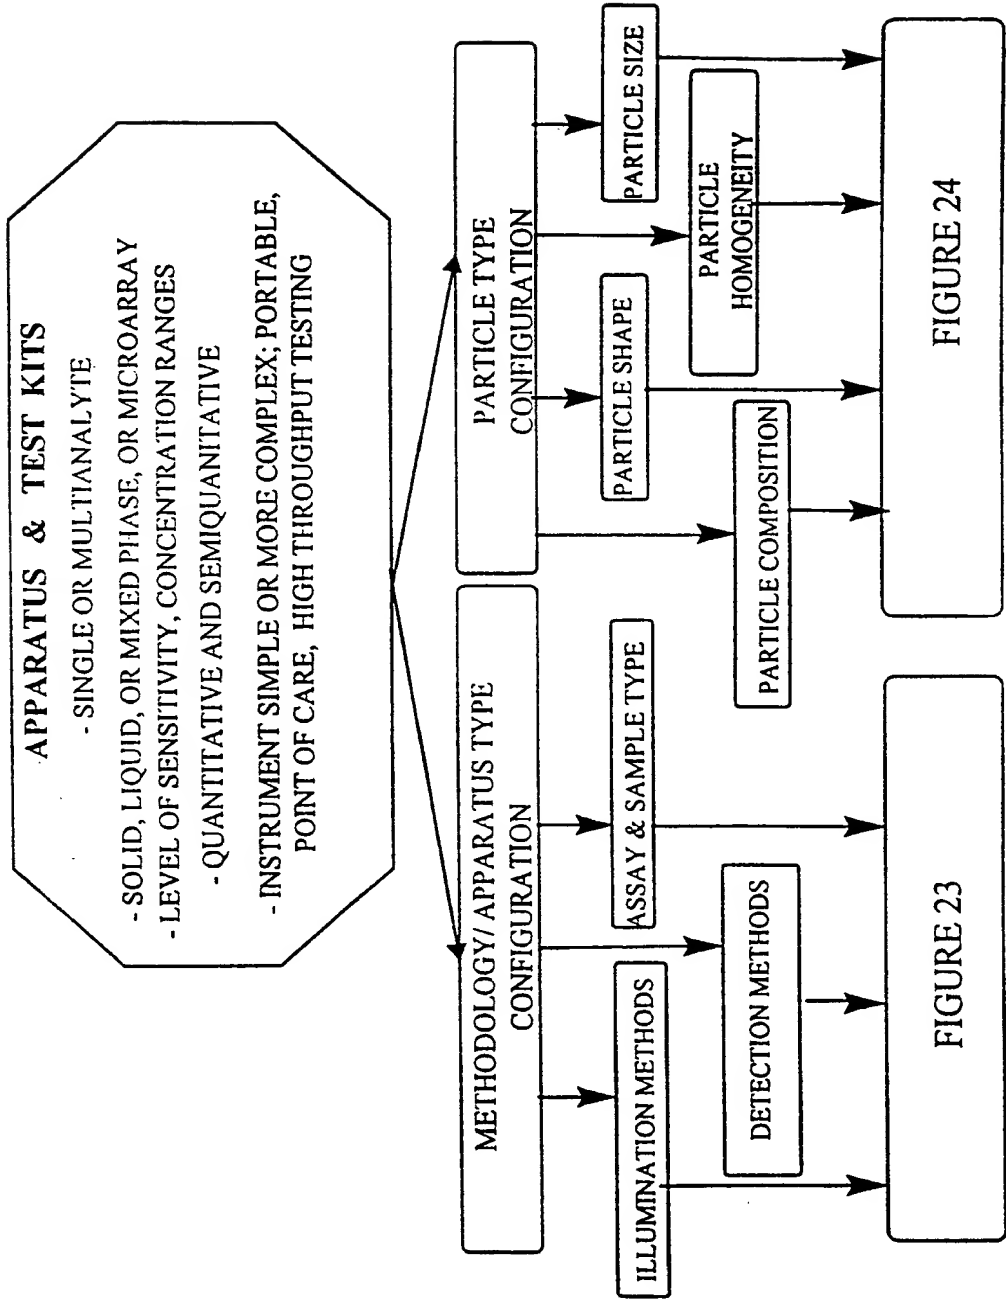 APPARATUS & TEST KITS
- SINGLE OR MULTIANALYTE
- SOLID, LIQUID, OR MIXED PHASE, OR MICROARRAY
- LEVEL OF SENSITIVITY, CONCENTRATION RANGES
- QUANTITATIVE AND SEMIQUANITATIVE
- INSTRUMENT SIMPLE OR MORE COMPLEX; PORTABLE,
POINT OF CARE, HIGH THROUGHPUT TESTING
METHODOLOGY/ APPARATUS TYPE
CONFIGURATION
PARTICLE TYPE
CONFIGURATION
ILLUMINATION METHODS
ASSAY & SAMPLE TYPE
DETECTION METHODS
PARTICLE SHAPE
PARTICLE SIZE
PARTICLE COMPOSITION
PARTICLE
HOMOGENEITY
FIGURE 23
FIGURE 24